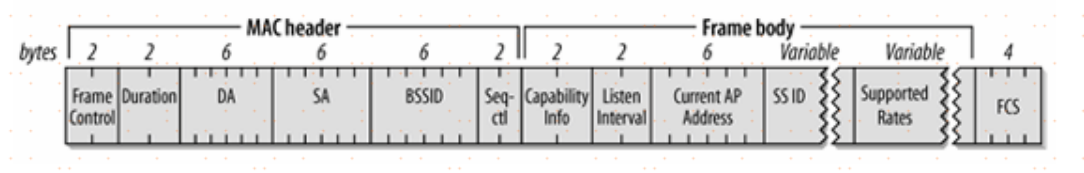 MAC header Frame body
bytes 2 2 6 6 6 2 2 2 6 Variable Variable 4
Frame Control Duration DA SA BSSID Seq-ctl Capability Info Listen Interval Current AP Address SS ID Supported Rates FCS